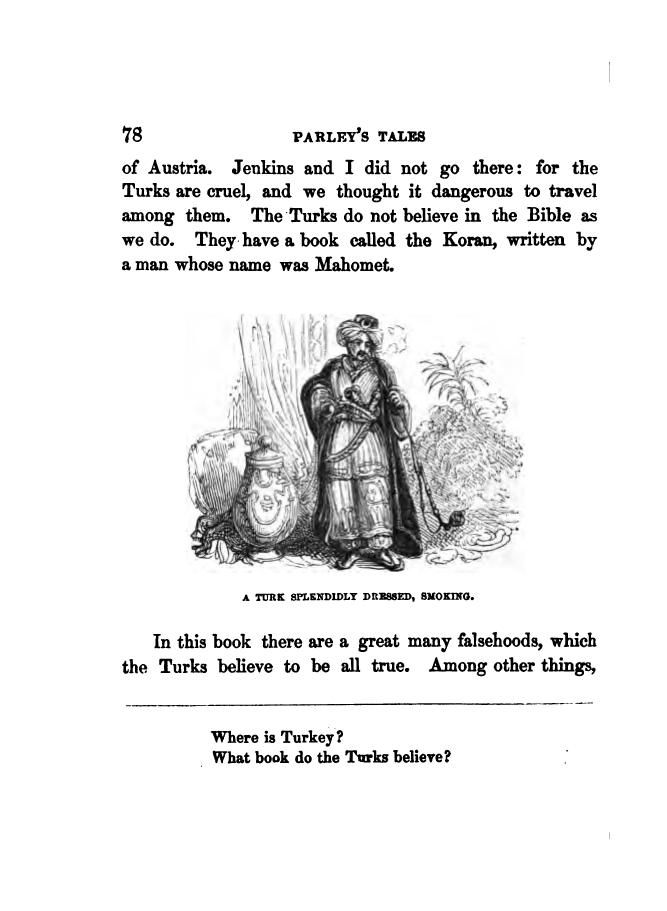 78 PARLEY'S TALES
of Austria. Jenkins and I did not go there: for the
Turks are cruel, and we thought it dangerous to travel
among them. The Turks do not believe in the Bible as
we do. They have a book called the Koran, written by
a man whose name was Mahomet.
A TURK SPLENDIDLY DRESSED, SMOKING.
In this book there are a great many falsehoods, which
the Turks believe to be all true. Among other things,
Where is Turkey?
What book do the Turks believe?